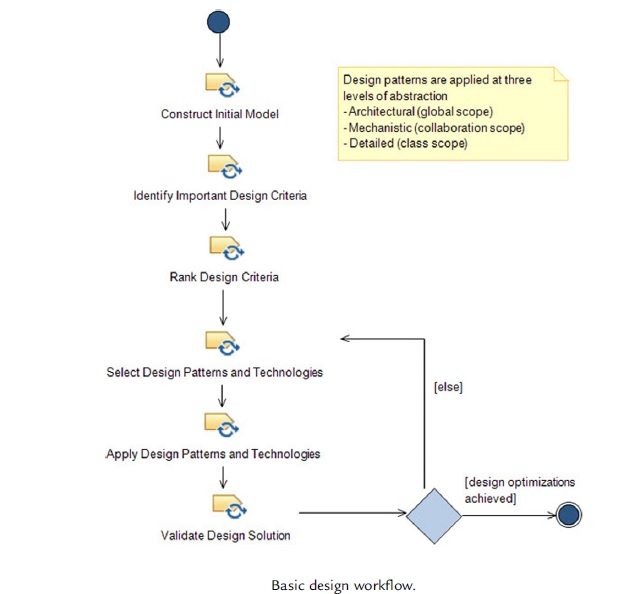 Construct Initial Model
Design patterns are applied at three
levels of abstraction
- Architectural (global scope)
- Mechanistic (collaboration scope)
- Detailed (class scope)
Identify Important Design Criteria
Rank Design Criteria
Select Design Patterns and Technologies
[else]
Apply Design Patterns and Technologies
[design optimizations
achieved]
Validate Design Solution
Basic design workflow.